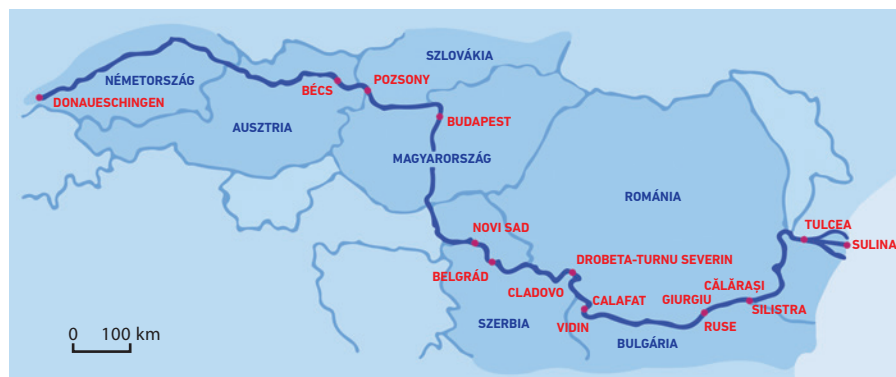 SZLOVÁKIA
NÉMETORSZÁG
BÉCS
POZSONY
DONAUESCHINGEN
AUSZTRIA
BUDAPEST
MAGYARORSZÁG
ROMÁNIA
NOVI SAD
TULCEA
SULINA
DROBETA-TURNU SEVERIN
BELGRÁD
CĂLĂRAȘI
CLADOVO
CALAFAT
GIURGIU
SILISTRA
SZERBIA
VIDIN
RUSE
0 100 km
BULGÁRIA